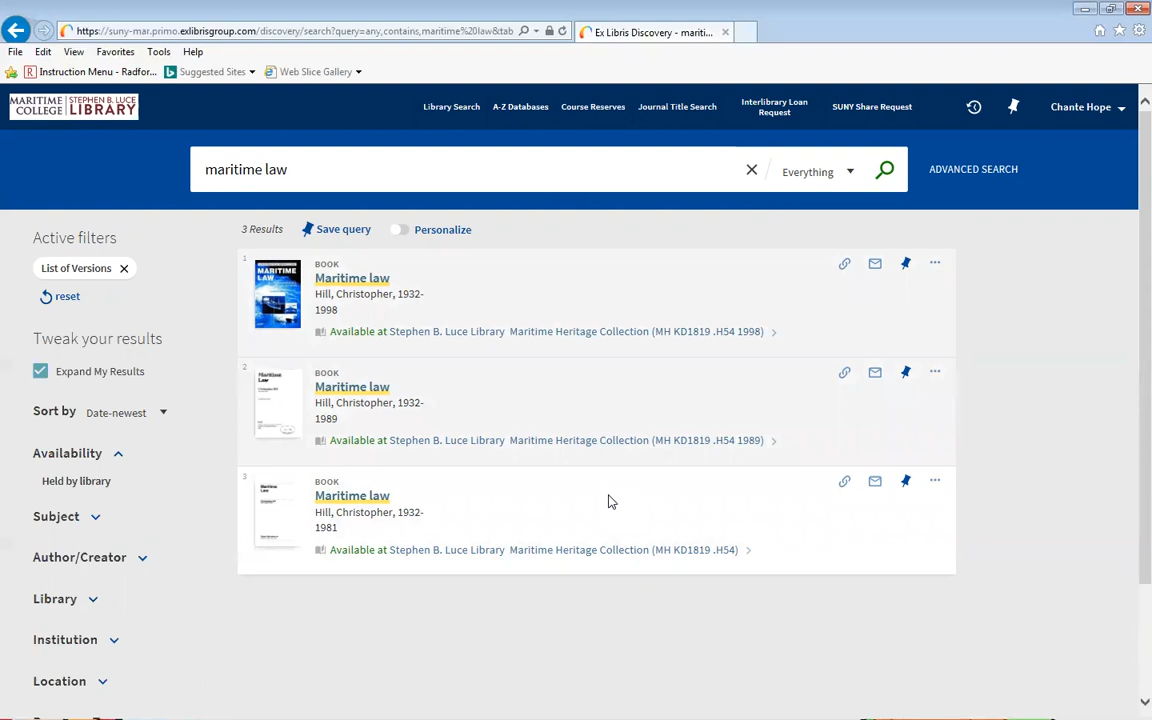 https://suny-mar.primo.exlibrisgroup.com/discovery/search?query=any,contains,maritime%20law&tab
Ex Libris Discovery - mariti...
File Edit View Favorites Tools Help
Instruction Menu - Radfor... Suggested Sites Web Slice Gallery
MARITIME COLLEGE STEPHEN B. LUCE LIBRARY
Library Search A-Z Databases Course Reserves Journal Title Search Interlibrary Loan Request SUNY Share Request Chante Hope
maritime law Everything ADVANCED SEARCH
Active filters
List of Versions
reset
Tweak your results
Expand My Results
Sort by Date-newest
Availability
Held by library
Subject
Author/Creator
Library
Institution
Location
3 Results Save query Personalize
1
MARITIME LAW
BOOK
Maritime law
Hill, Christopher, 1932-
1998
Available at Stephen B. Luce Library Maritime Heritage Collection (MH KD1819 .H54 1998)
2
Maritime Law
BOOK
Maritime law
Hill, Christopher, 1932-
1989
Available at Stephen B. Luce Library Maritime Heritage Collection (MH KD1819 .H54 1989)
3
Maritime Law
BOOK
Maritime law
Hill, Christopher, 1932-
1981
Available at Stephen B. Luce Library Maritime Heritage Collection (MH KD1819 .H54)